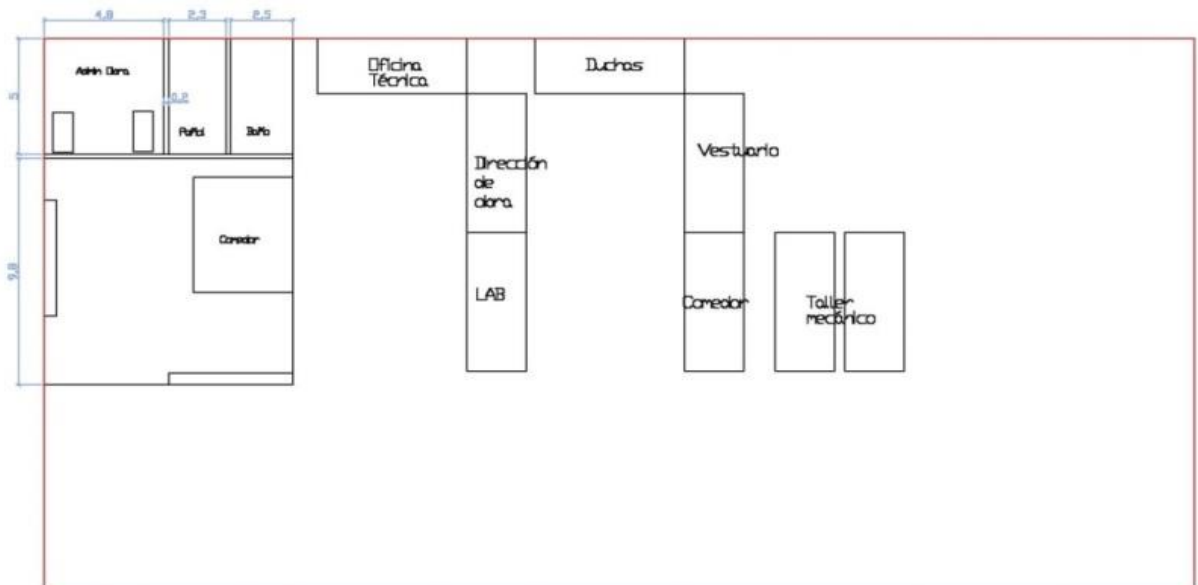 4,8
2,3
2,5
5
9,8
0,2
Admin Obra
Pañol
Baño
Comedor
Oficina
Técnica
Dirección
de
obra
LAB
Duchas
Vestuario
Comedor
Taller
mecánico